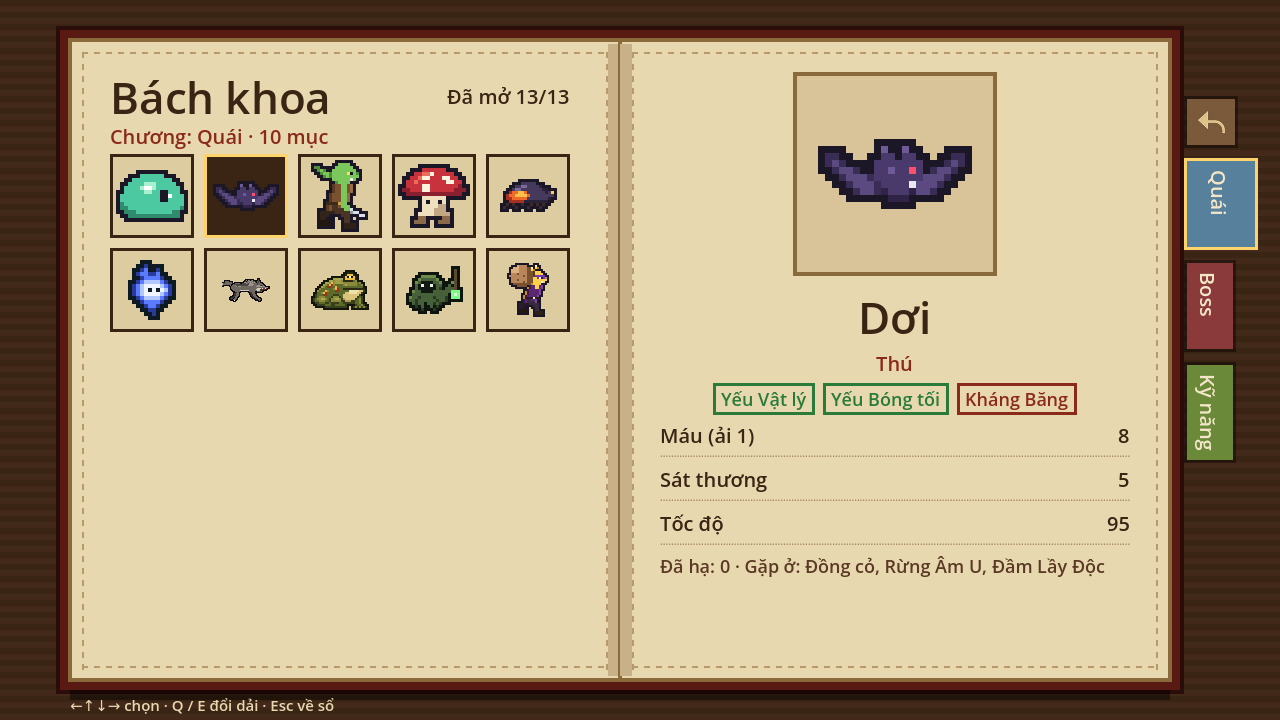 Bách khoa
Đã mở 13/13
Chương: Quái · 10 mục
Dơi
Thú
Yếu Vật lý
Yếu Bóng tối
Kháng Băng
Máu (ải 1) 8
Sát thương 5
Tốc độ 95
Đã hạ: 0 · Gặp ở: Đồng cỏ, Rừng Âm U, Đầm Lầy Độc
Quái
Boss
Kỹ năng
←↑↓→ chọn · Q / E đổi dải · Esc về sổ